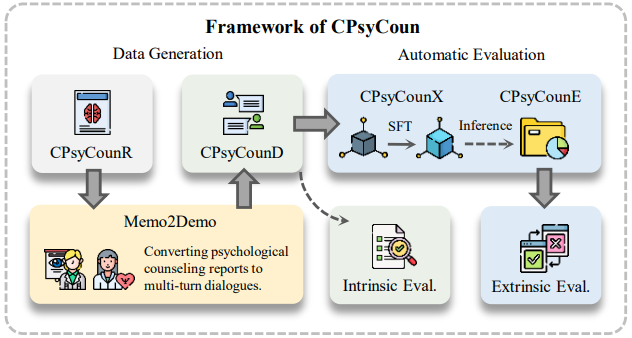 Framework of CPsyCoun
Data Generation
Automatic Evaluation
CPsyCounR
CPsyCounD
CPsyCounX
CPsyCounE
SFT
Inference
Memo2Demo
Converting psychological
counseling reports to
multi-turn dialogues.
Intrinsic Eval.
Extrinsic Eval.